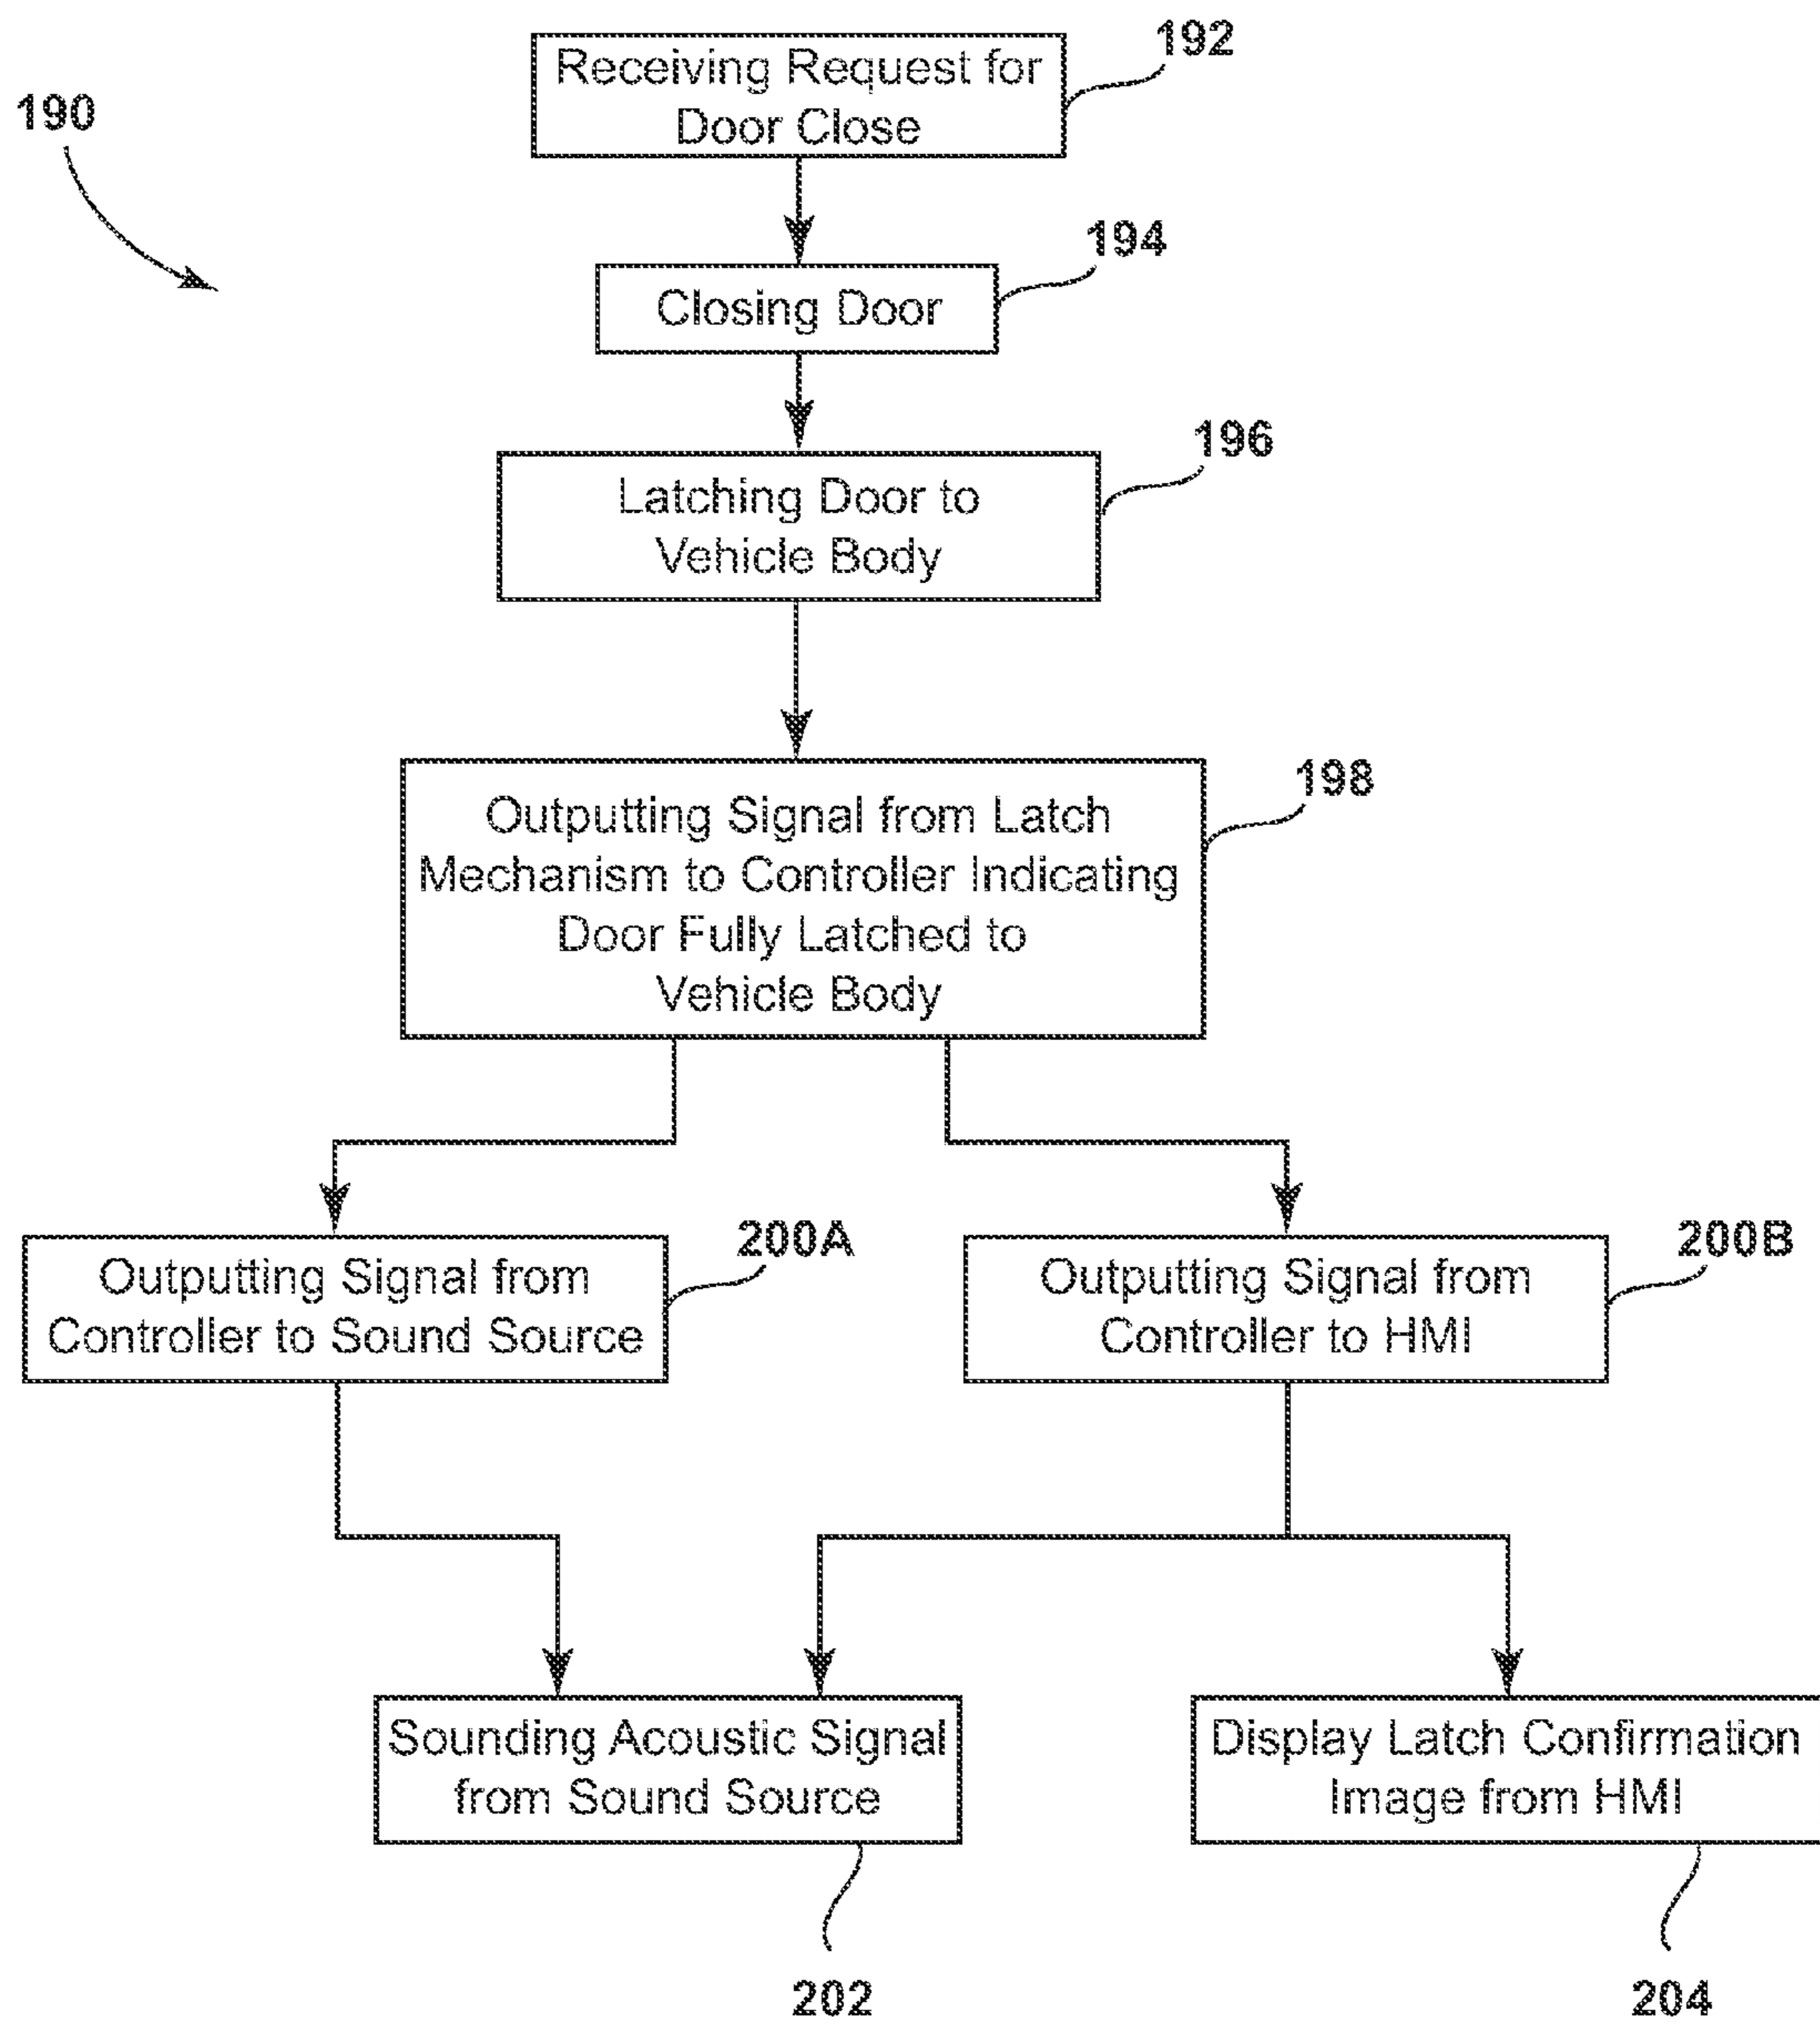 192
Receiving Request for
Door Close
190
194
Closing Door
196
Latching Door to
Vehicle Body
198
Outputting Signal from Latch
Mechanism to Controller Indicating
Door Fully Latched to
Vehicle Body
200A
Outputting Signal from
Controller to Sound Source
200B
Outputting Signal from
Controller to HMI
Sounding Acoustic Signal
from Sound Source
Display Latch Confirmation
Image from HMI
202
204